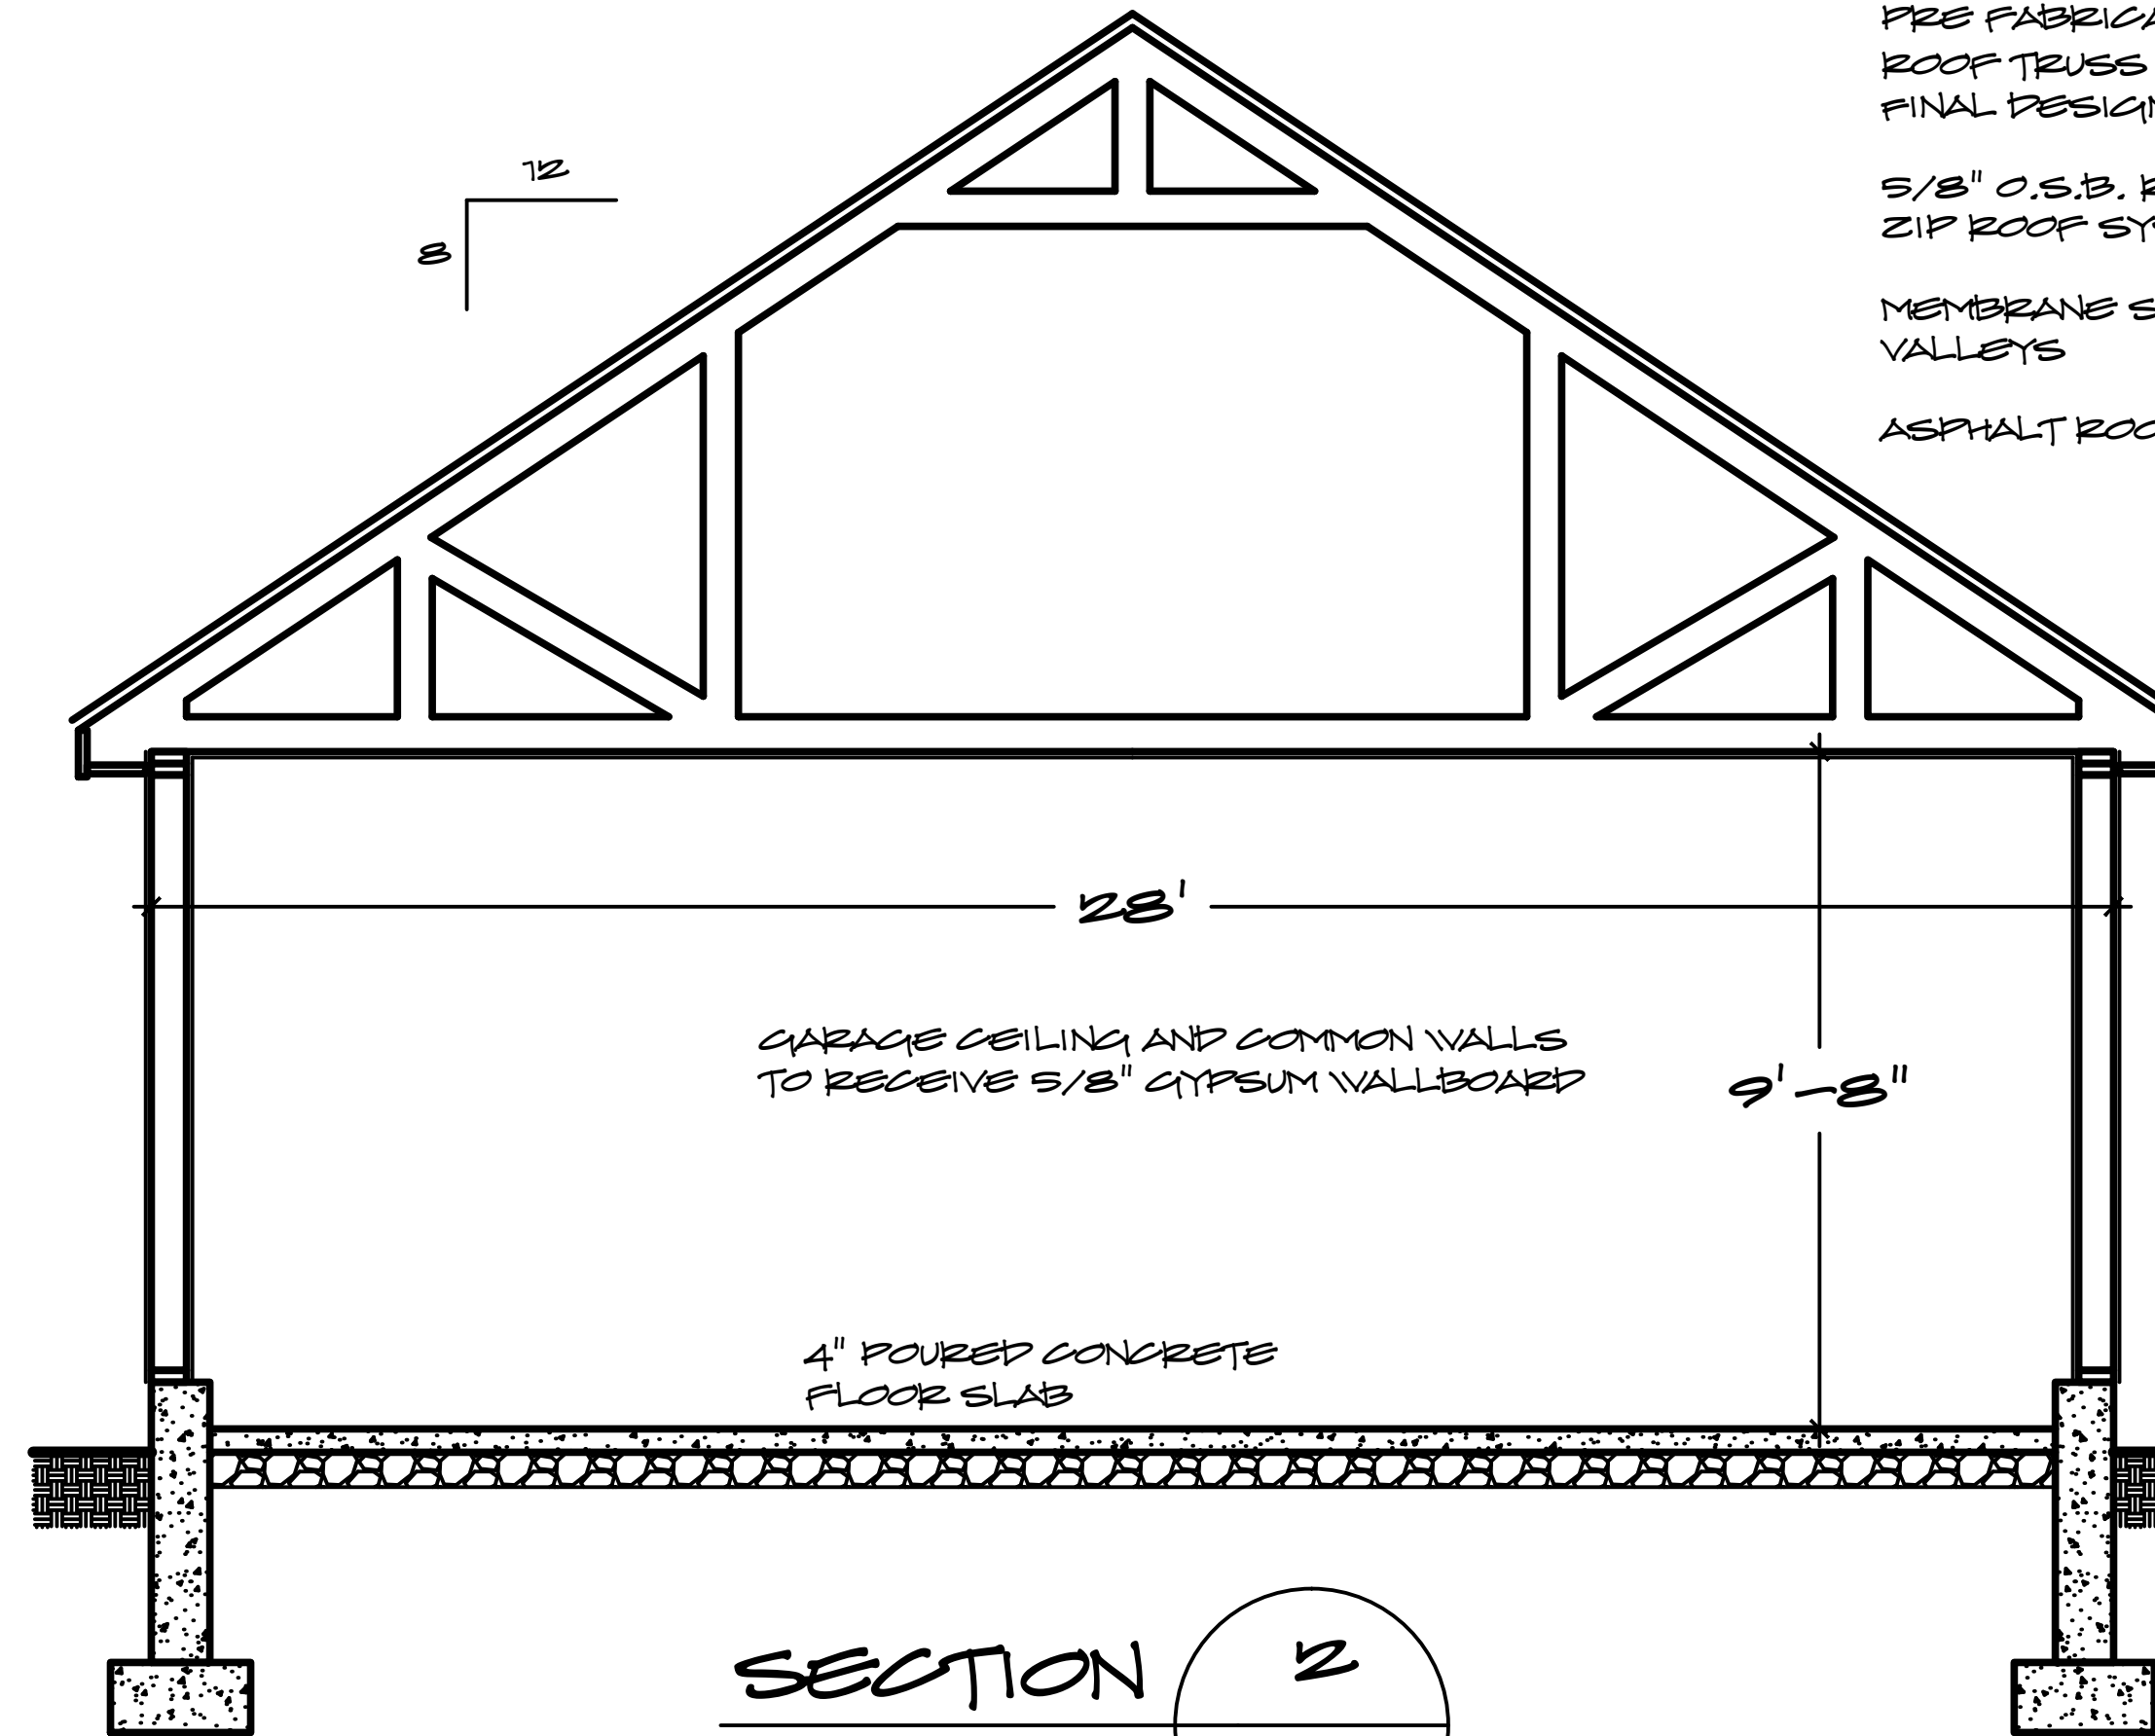 PRE FABRICA
ROOF TRUSS
FINAL DESIGN
5/8" O.S.B. R
ZIP ROOF SY
MEMBRANE S
VALLEYS
ASPHALT ROO
12
8
28'
GARAGE CEILING AND COMMON WALLS
TO RECEIVE 5/8" GYPSUM WALLBOARD
9'-8"
4" POURED CONCRETE
FLOOR SLAB
SECTION 2